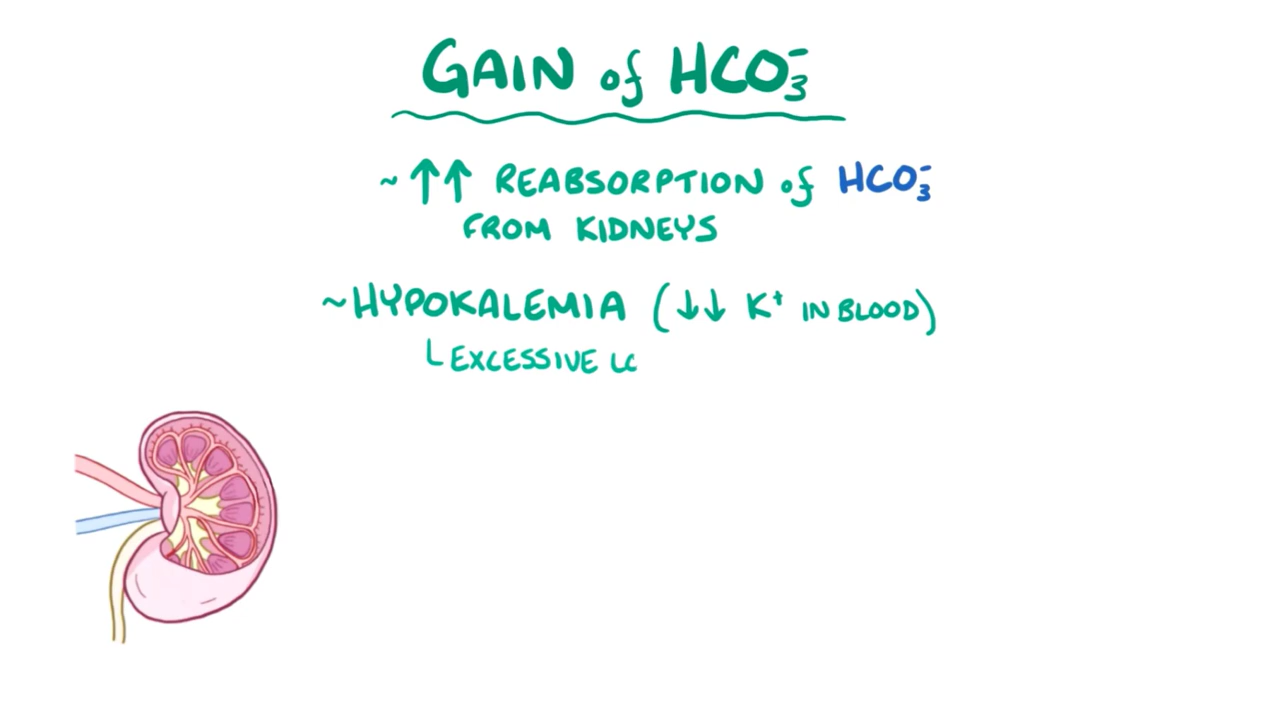 GAIN of HCO₃⁻
~ ↑↑ REABSORPTION of HCO₃⁻
FROM KIDNEYS
~HYPOKALEMIA (↓↓ K⁺ IN BLOOD)
└ EXCESSIVE